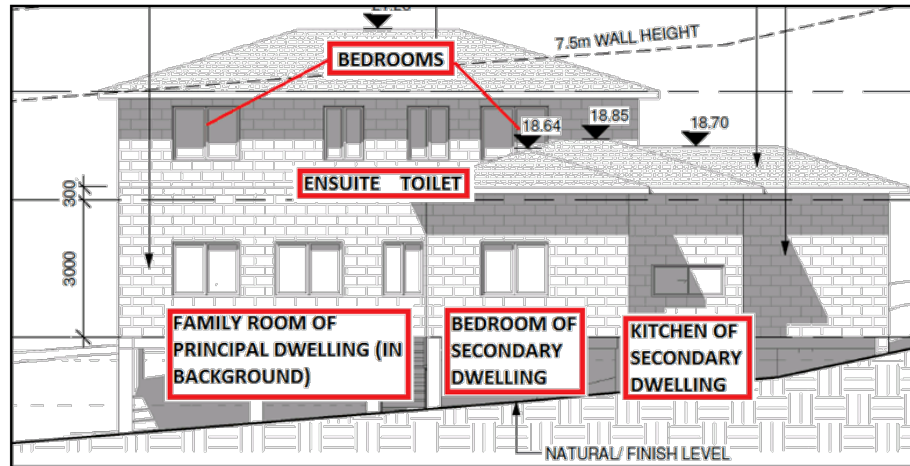 7.5m WALL HEIGHT
BEDROOMS
18.64
18.85
18.70
ENSUITE TOILET
300
3000
FAMILY ROOM OF
PRINCIPAL DWELLING (IN
BACKGROUND)
BEDROOM OF
SECONDARY
DWELLING
KITCHEN OF
SECONDARY
DWELLING
NATURAL/ FINISH LEVEL